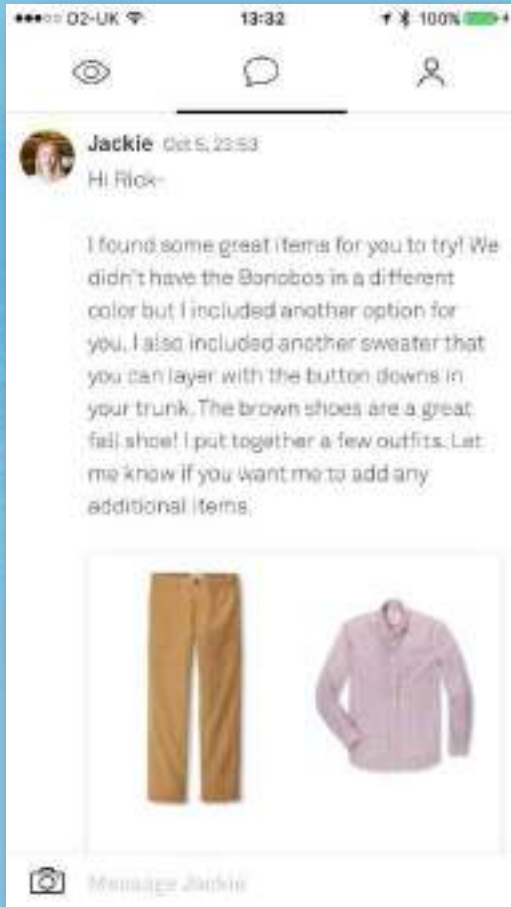 O2-UK 13:32 100%
Jackie Oct 5, 23:53
Hi Rick-
I found some great items for you to try! We
didn't have the Bonobos in a different
color but I included another option for
you. I also included another sweater that
you can layer with the button downs in
your trunk. The brown shoes are a great
fall shoe! I put together a few outfits. Let
me know if you want me to add any
additional items.
Message Jackie